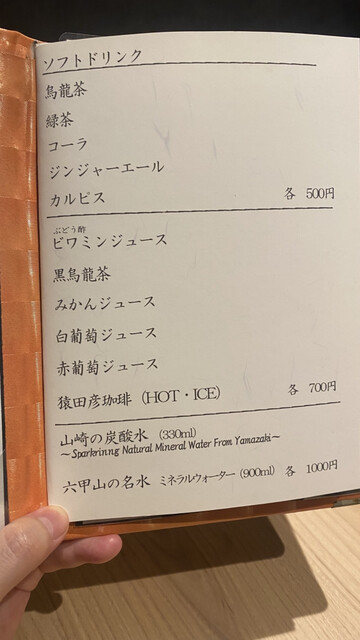 ソフトドリンク
烏龍茶
緑茶
コーラ
ジンジャーエール
カルピス 各 500円
ぶどう酢
ビワミンジュース
黒烏龍茶
みかんジュース
白葡萄ジュース
赤葡萄ジュース
猿田彦珈琲 (HOT・ICE) 各 700円
山崎の炭酸水 (330ml)
～Sparkrinng Natural Mineral Water From Yamazaki～
六甲山の名水 ミネラルウォーター (900ml) 各 1000円